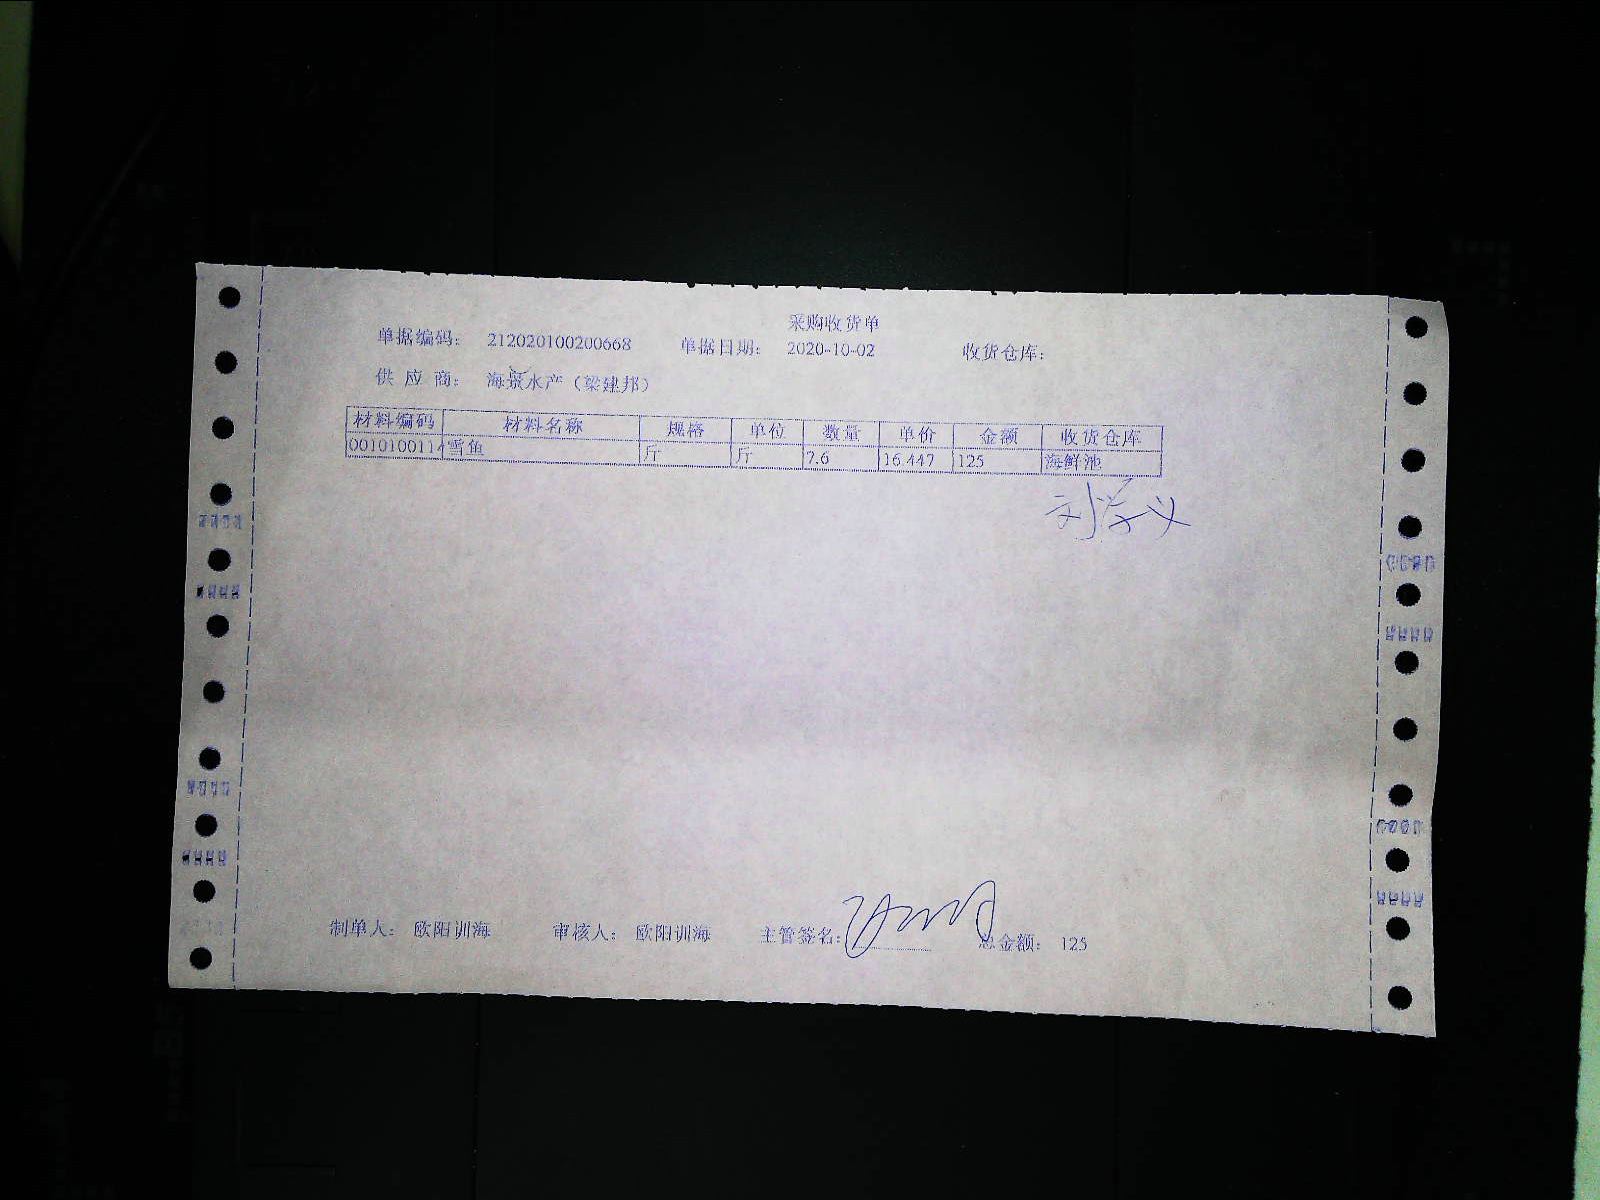 采购收货单
单据编码： 212020100200668 单据日期： 2020-10-02 收货仓库：
供 应 商： 海景水产（梁建邦）
材料编码 材料名称 规格 单位 数量 单价 金额 收货仓库
0010100114 雪鱼 斤 斤 7.6 16.447 125 海鲜池
刘学义
制单人： 欧阳训海 审核人： 欧阳训海 主管签名： 总金额： 125